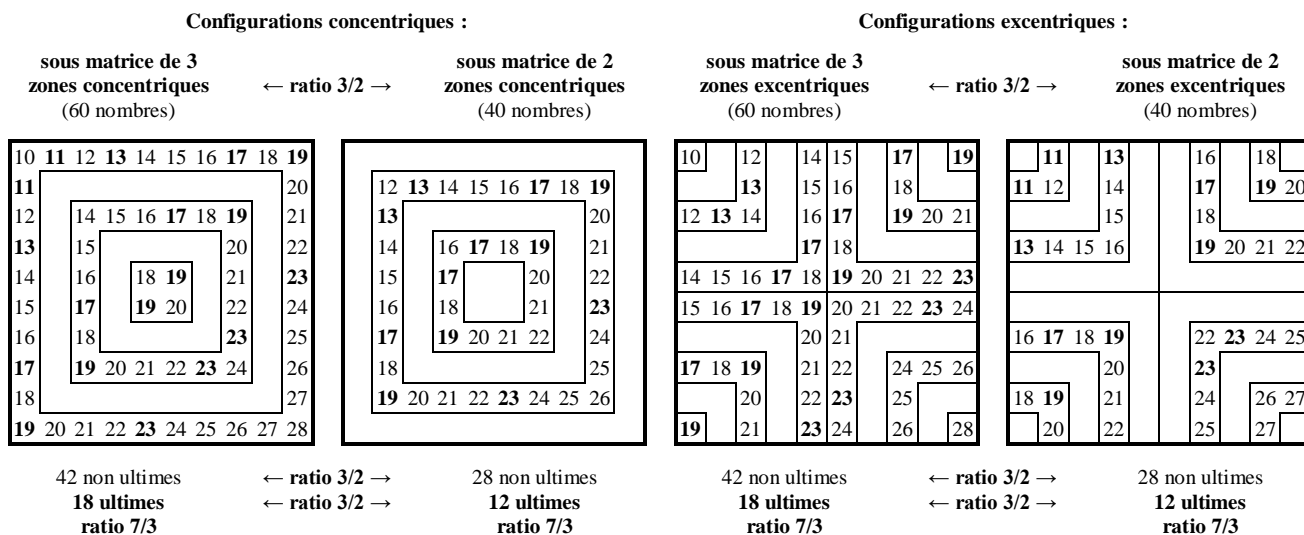 Configurations concentriques : Configurations excentriques :
sous matrice de 3 sous matrice de 2 sous matrice de 3 sous matrice de 2
zones concentriques ← ratio 3/2 → zones concentriques zones excentriques ← ratio 3/2 → zones excentriques
(60 nombres) (40 nombres) (60 nombres) (40 nombres)
10 11 12 13 14 15 16 17 18 19 10 12 14 15 17 19 11 13 16 18
11 20 12 13 14 15 16 17 18 19 13 15 16 18 11 12 14 17 19 20
12 14 15 16 17 18 19 21 13 20 12 13 14 16 17 19 20 21 15 18
13 15 20 22 14 16 17 18 19 21 17 18 13 14 15 16 19 20 21 22
14 16 18 19 21 23 15 17 20 22 14 15 16 17 18 19 20 21 22 23
15 17 19 20 22 24 16 18 21 23 15 16 17 18 19 20 21 22 23 24
16 18 23 25 17 19 20 21 22 24 20 21 16 17 18 19 22 23 24 25
17 19 20 21 22 23 24 26 18 25 17 18 19 21 22 24 25 26 20 23
18 27 19 20 21 22 23 24 25 26 20 22 23 25 18 19 21 24 26 27
19 20 21 22 23 24 25 26 27 28 19 21 23 24 26 28 20 22 25 27
42 non ultimes ← ratio 3/2 → 28 non ultimes 42 non ultimes ← ratio 3/2 → 28 non ultimes
18 ultimes ← ratio 3/2 → 12 ultimes 18 ultimes ← ratio 3/2 → 12 ultimes
ratio 7/3 ratio 7/3 ratio 7/3 ratio 7/3